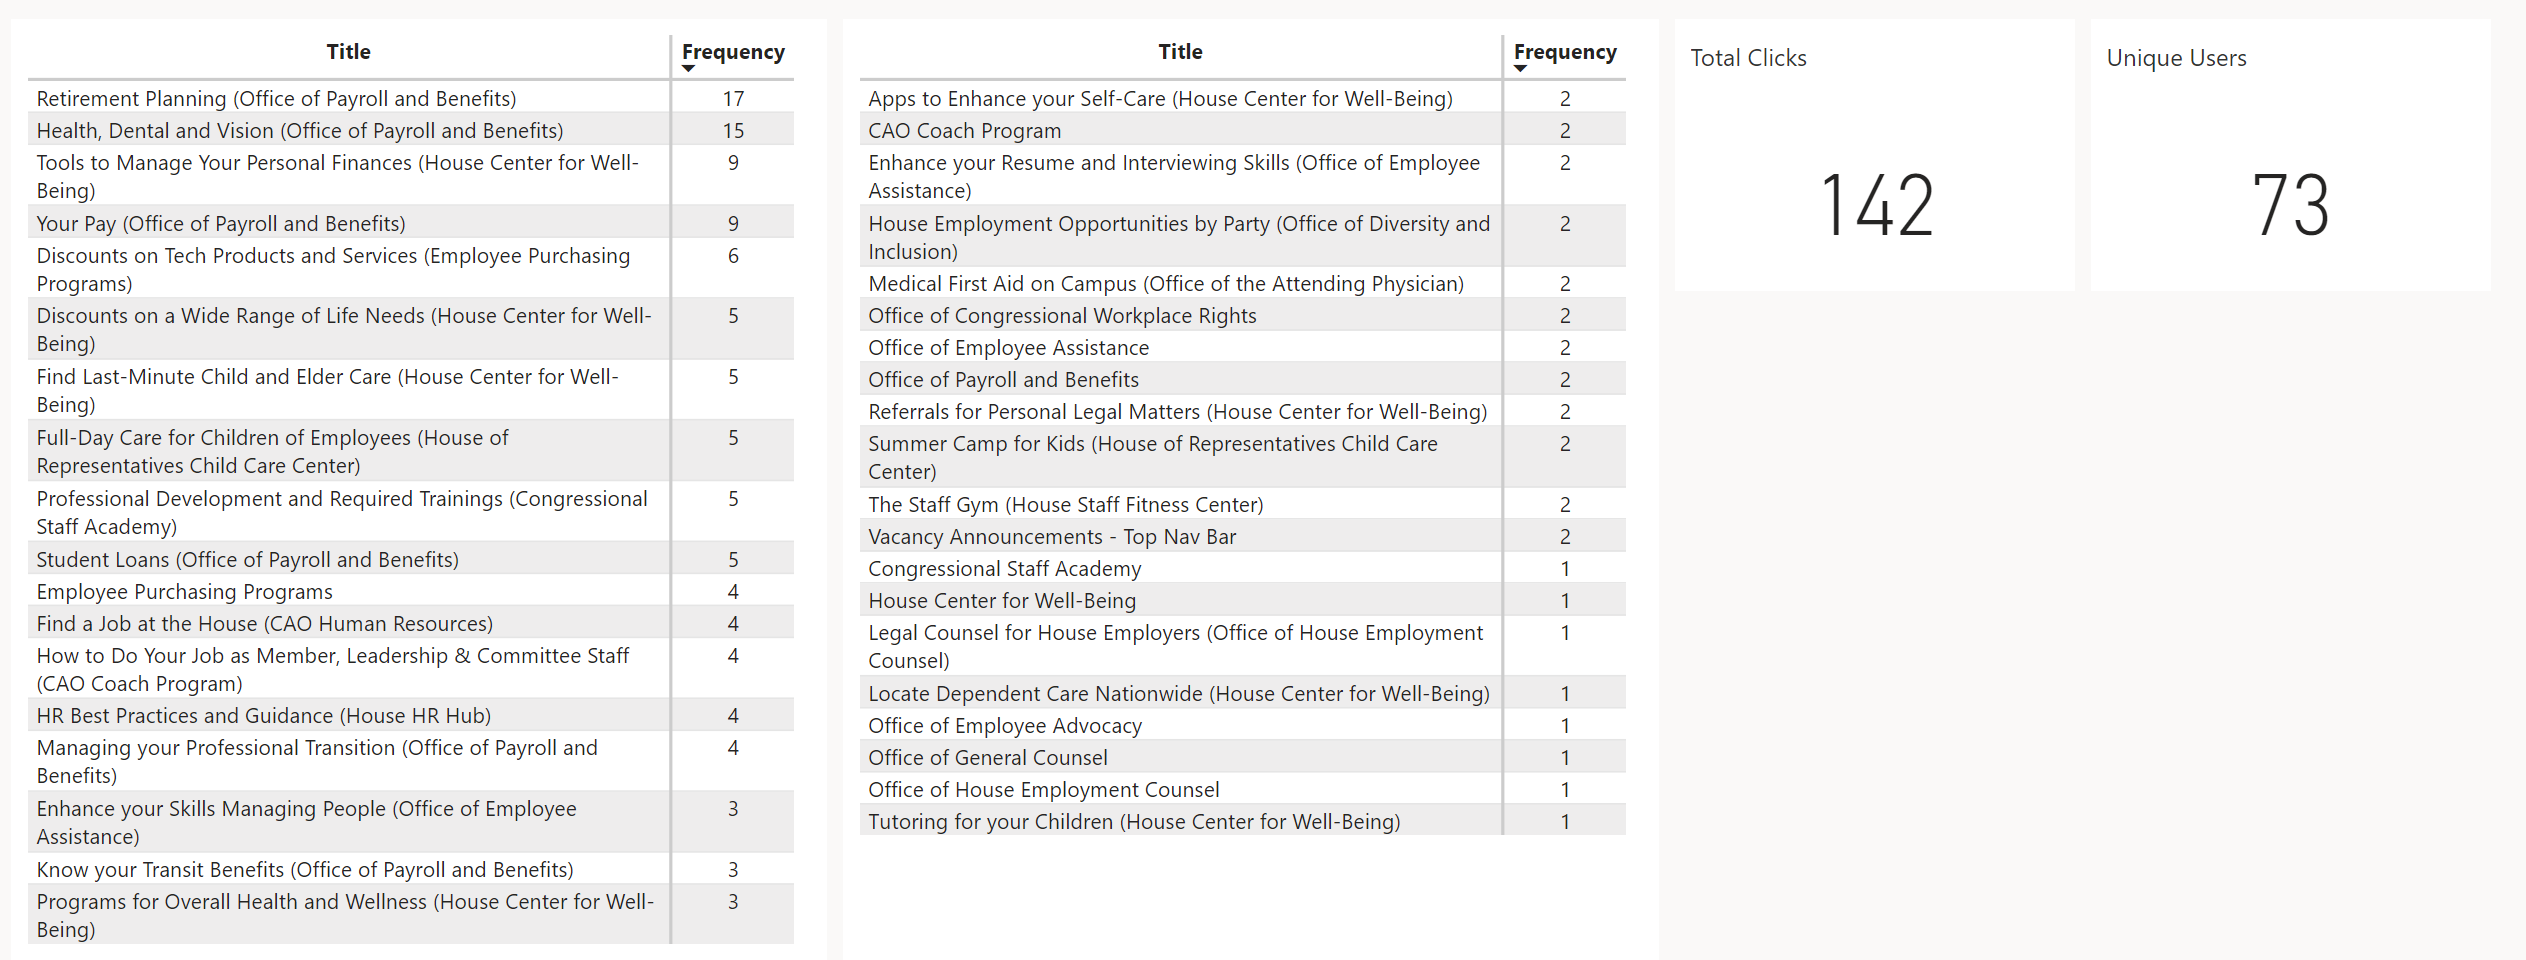 Title Frequency
Retirement Planning (Office of Payroll and Benefits) 17
Health, Dental and Vision (Office of Payroll and Benefits) 15
Tools to Manage Your Personal Finances (House Center for Well- 9
Being)
Your Pay (Office of Payroll and Benefits) 9
Discounts on Tech Products and Services (Employee Purchasing 6
Programs)
Discounts on a Wide Range of Life Needs (House Center for Well- 5
Being)
Find Last-Minute Child and Elder Care (House Center for Well- 5
Being)
Full-Day Care for Children of Employees (House of 5
Representatives Child Care Center)
Professional Development and Required Trainings (Congressional 5
Staff Academy)
Student Loans (Office of Payroll and Benefits) 5
Employee Purchasing Programs 4
Find a Job at the House (CAO Human Resources) 4
How to Do Your Job as Member, Leadership & Committee Staff 4
(CAO Coach Program)
HR Best Practices and Guidance (House HR Hub) 4
Managing your Professional Transition (Office of Payroll and 4
Benefits)
Enhance your Skills Managing People (Office of Employee 3
Assistance)
Know your Transit Benefits (Office of Payroll and Benefits) 3
Programs for Overall Health and Wellness (House Center for Well- 3
Being)
Title Frequency
Apps to Enhance your Self-Care (House Center for Well-Being) 2
CAO Coach Program 2
Enhance your Resume and Interviewing Skills (Office of Employee 2
Assistance)
House Employment Opportunities by Party (Office of Diversity and 2
Inclusion)
Medical First Aid on Campus (Office of the Attending Physician) 2
Office of Congressional Workplace Rights 2
Office of Employee Assistance 2
Office of Payroll and Benefits 2
Referrals for Personal Legal Matters (House Center for Well-Being) 2
Summer Camp for Kids (House of Representatives Child Care 2
Center)
The Staff Gym (House Staff Fitness Center) 2
Vacancy Announcements - Top Nav Bar 2
Congressional Staff Academy 1
House Center for Well-Being 1
Legal Counsel for House Employers (Office of House Employment 1
Counsel)
Locate Dependent Care Nationwide (House Center for Well-Being) 1
Office of Employee Advocacy 1
Office of General Counsel 1
Office of House Employment Counsel 1
Tutoring for your Children (House Center for Well-Being) 1
Total Clicks
142
Unique Users
73